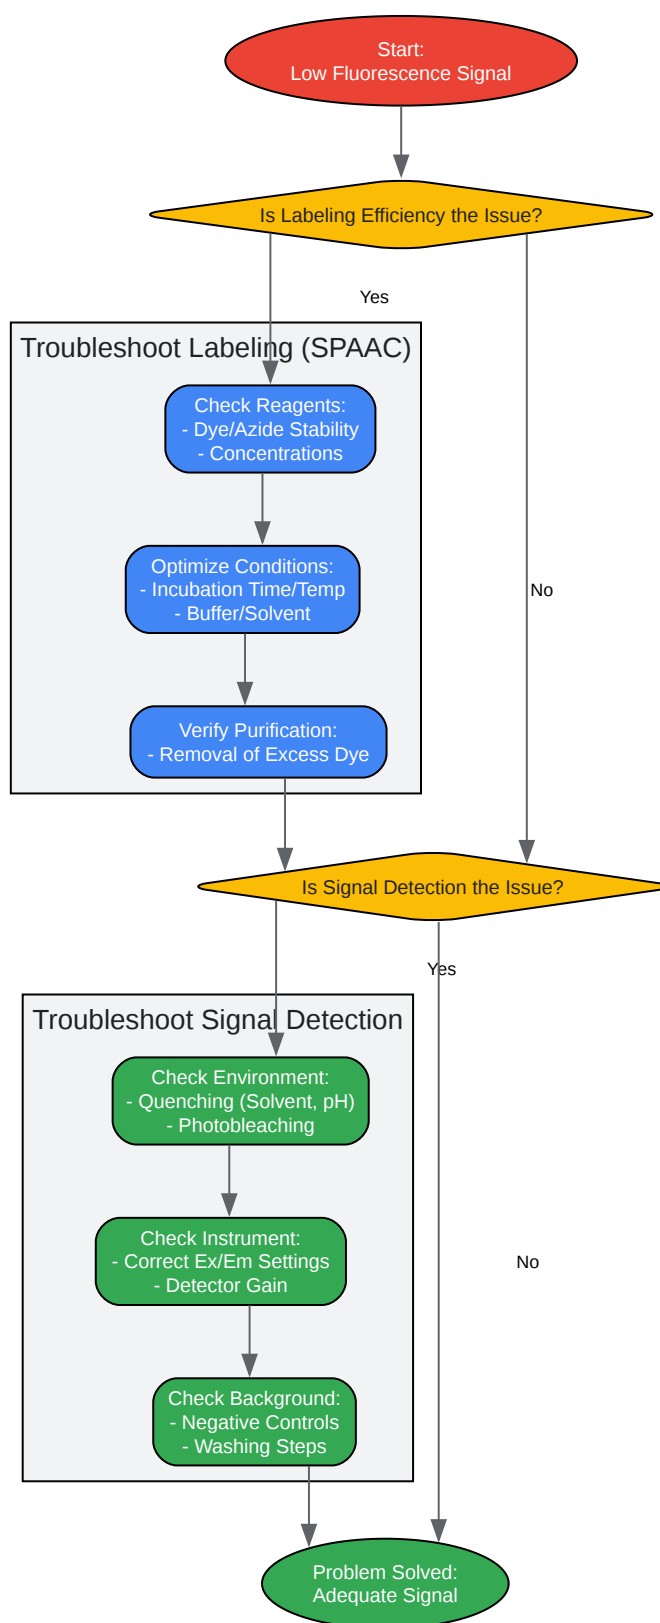 Start:
Low Fluorescence Signal
Is Labeling Efficiency the Issue?
Yes
Troubleshoot Labeling (SPAAC)
Check Reagents:
- Dye/Azide Stability
- Concentrations
Optimize Conditions:
- Incubation Time/Temp
- Buffer/Solvent
No
Verify Purification:
- Removal of Excess Dye
Is Signal Detection the Issue?
Yes
Troubleshoot Signal Detection
Check Environment:
- Quenching (Solvent, pH)
- Photobleaching
Check Instrument:
- Correct Ex/Em Settings
- Detector Gain
No
Check Background:
- Negative Controls
- Washing Steps
Problem Solved:
Adequate Signal